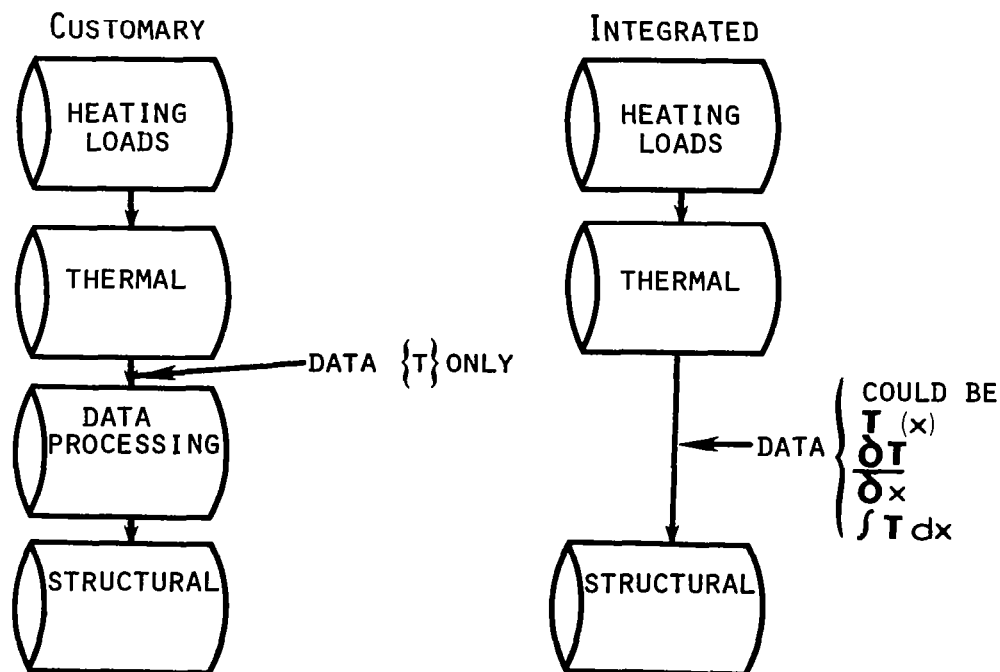 CUSTOMARY
HEATING
LOADS
THERMAL
DATA {T} ONLY
DATA
PROCESSING
STRUCTURAL
INTEGRATED
HEATING
LOADS
THERMAL
DATA
COULD BE
T (x)
δT
δx
∫ T dx
STRUCTURAL